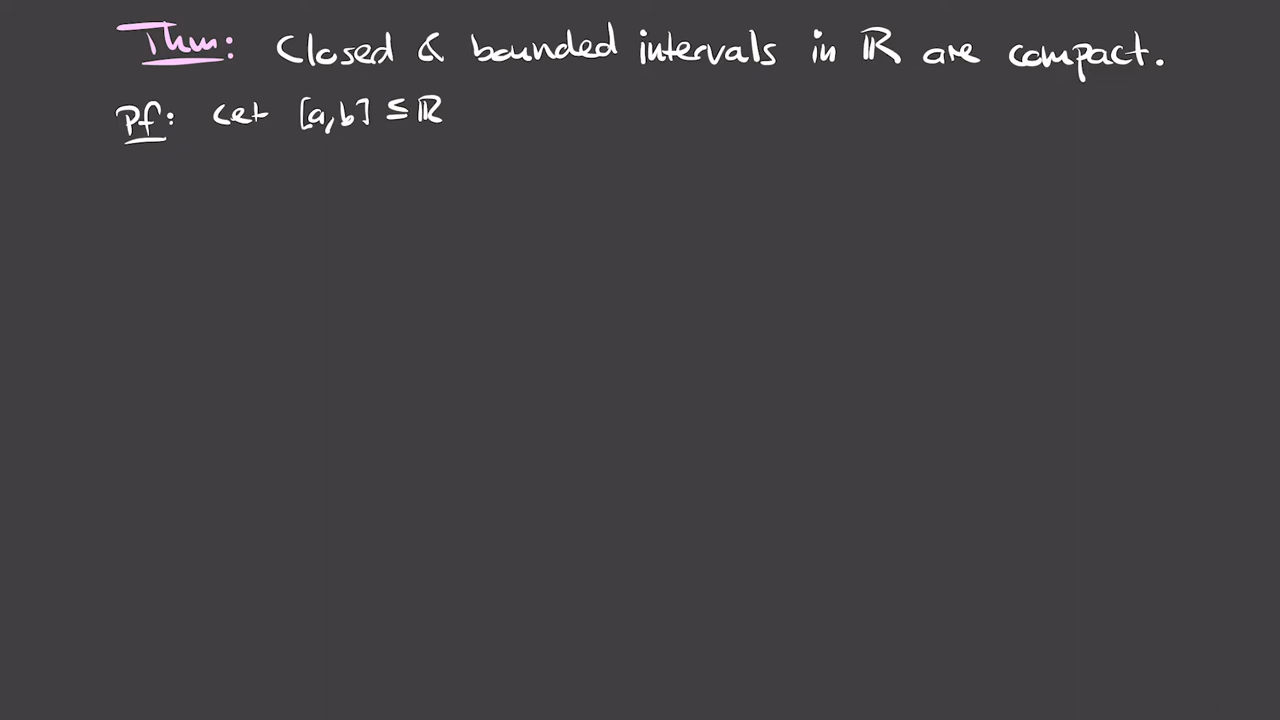 Thm: Closed & bounded intervals in ℝ are compact.
Pf: Let [a,b] ⊆ ℝ